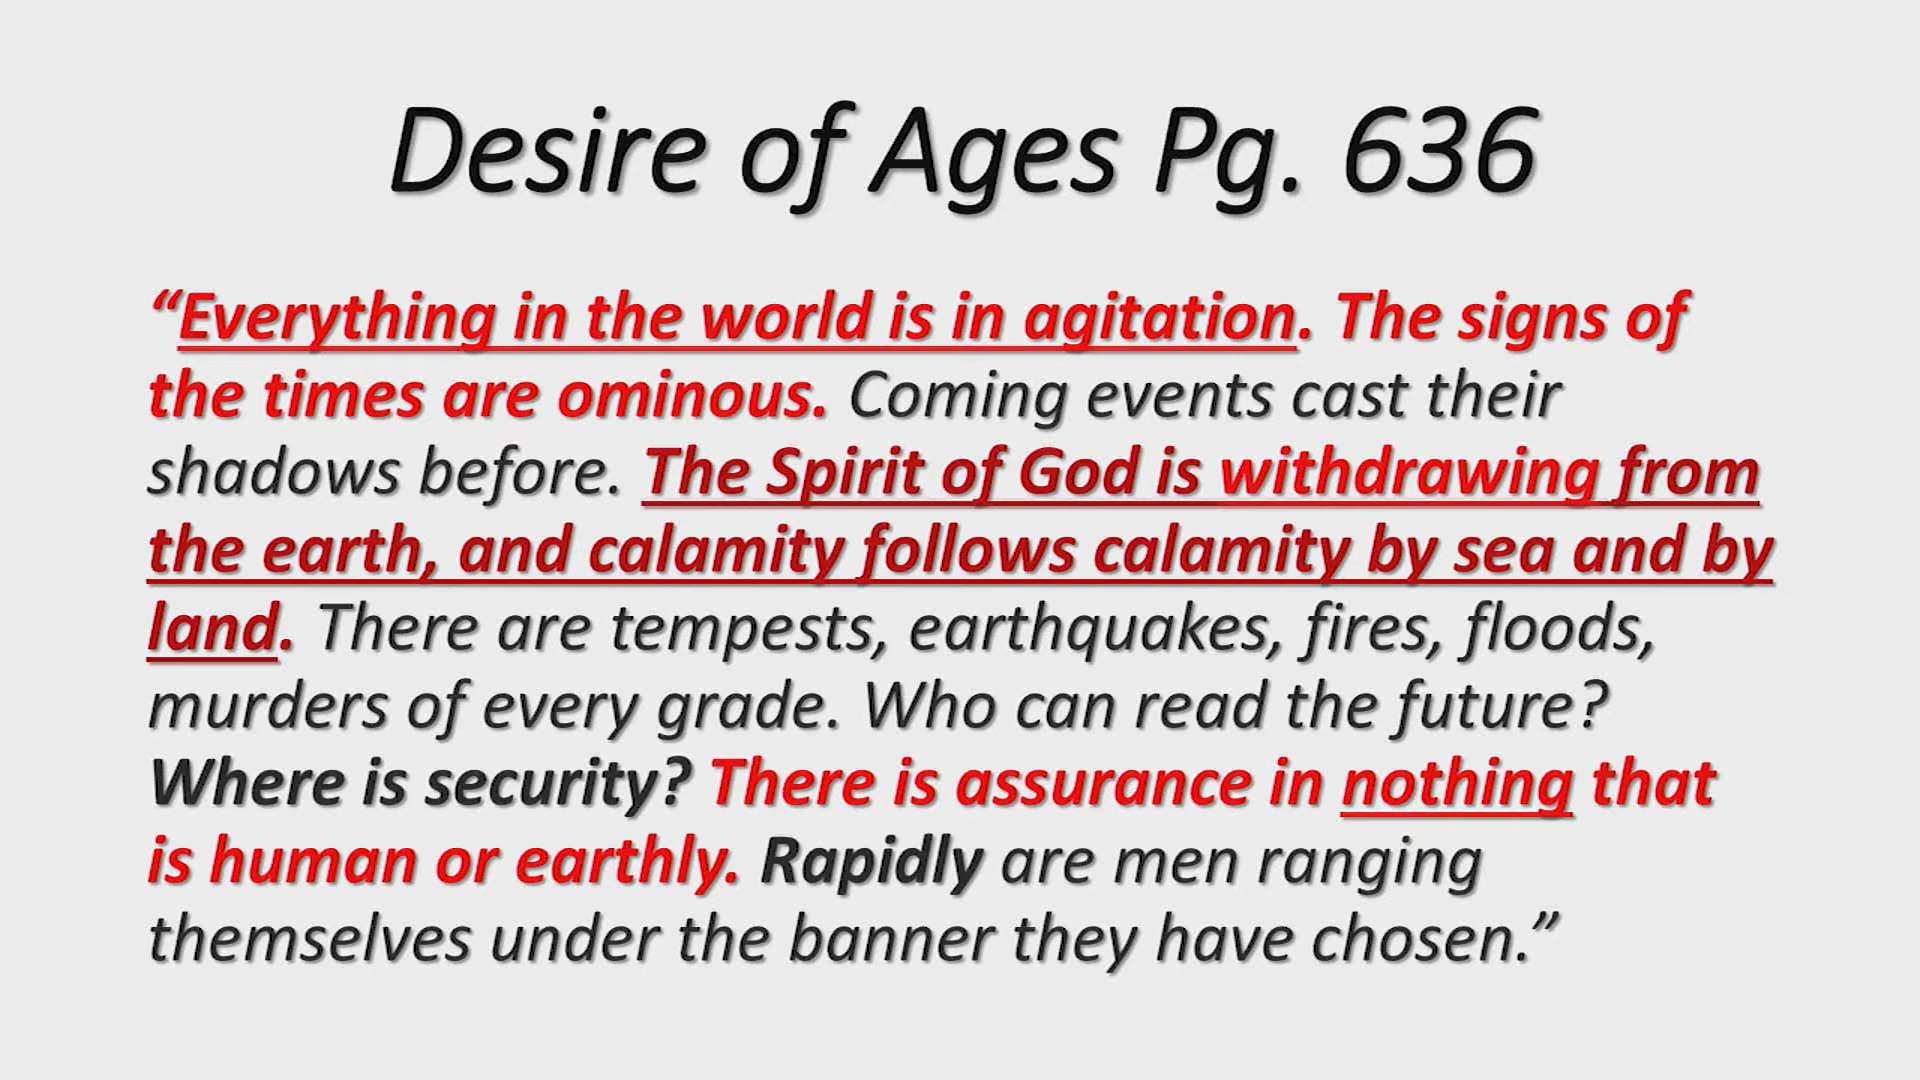 Desire of Ages Pg. 636
“Everything in the world is in agitation. The signs of
the times are ominous. Coming events cast their
shadows before. The Spirit of God is withdrawing from
the earth, and calamity follows calamity by sea and by
land. There are tempests, earthquakes, fires, floods,
murders of every grade. Who can read the future?
Where is security? There is assurance in nothing that
is human or earthly. Rapidly are men ranging
themselves under the banner they have chosen.”